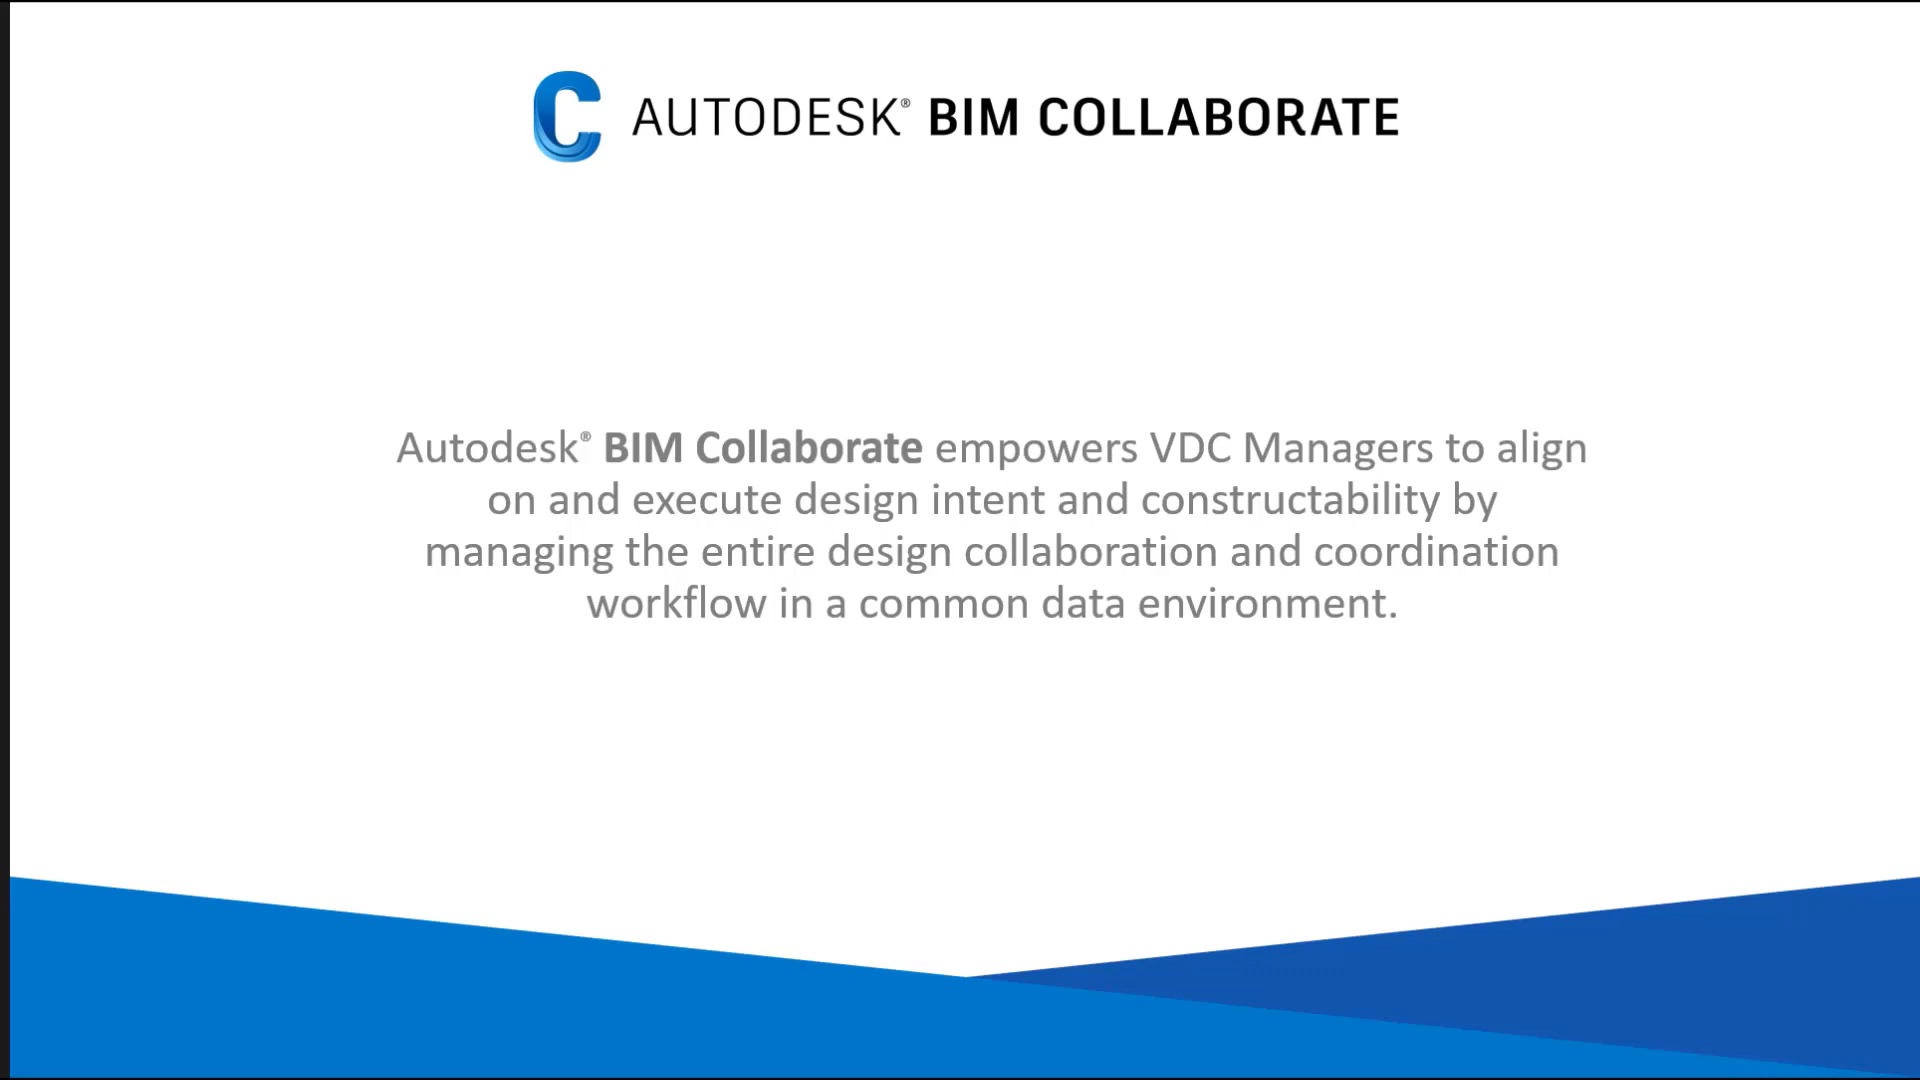 C AUTODESK® BIM COLLABORATE
Autodesk® BIM Collaborate empowers VDC Managers to align
on and execute design intent and constructability by
managing the entire design collaboration and coordination
workflow in a common data environment.